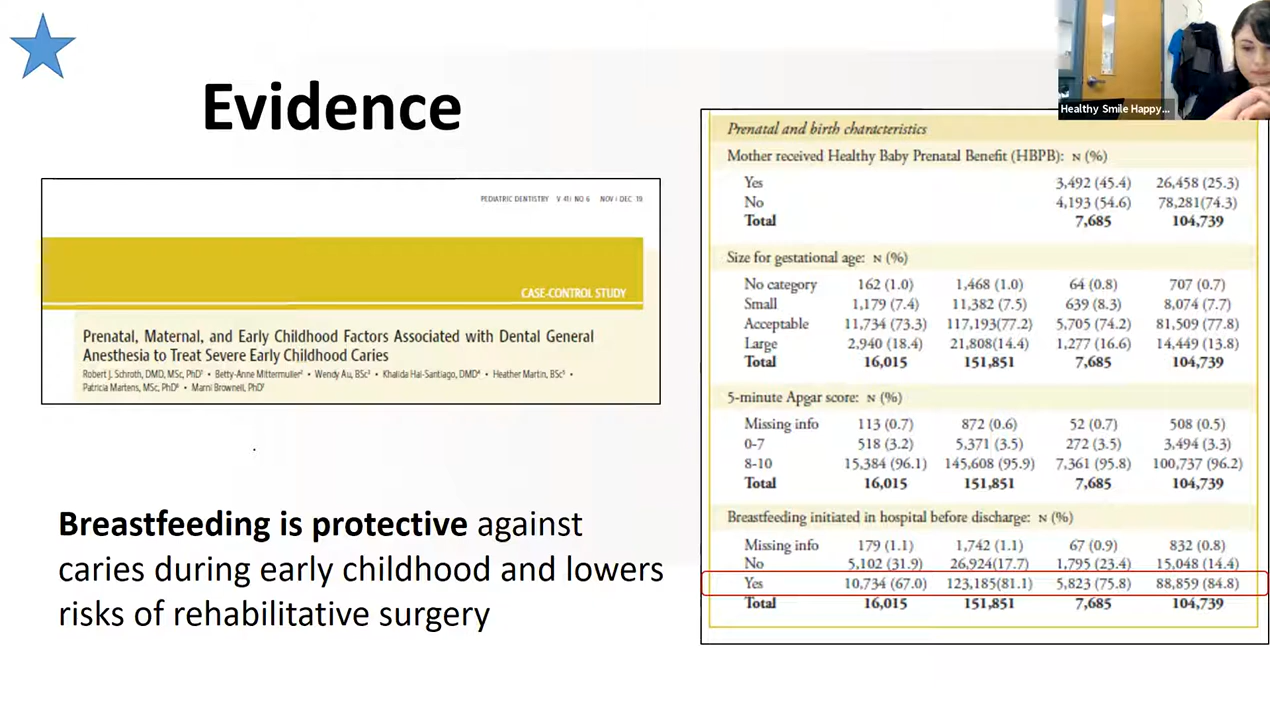 Evidence
PEDIATRIC DENTISTRY V 41 / NO 6 NOV / DEC 19
CASE-CONTROL STUDY
Prenatal, Maternal, and Early Childhood Factors Associated with Dental General
Anesthesia to Treat Severe Early Childhood Caries
Robert J. Schroth, DMD, MSc, PhD¹ • Betty-Anne Mittermuller² • Wendy Au, BSc³ • Khalida Hai-Santiago, DMD⁴ • Heather Martin, BSc⁵ •
Patricia Martens, MSc, PhD⁶ • Marni Brownell, PhD⁷
Breastfeeding is protective against
caries during early childhood and lowers
risks of rehabilitative surgery
Healthy Smile Happy...
Prenatal and birth characteristics
Mother received Healthy Baby Prenatal Benefit (HBPB): N (%)
Yes 3,492 (45.4) 26,458 (25.3)
No 4,193 (54.6) 78,281(74.3)
Total 7,685 104,739
Size for gestational age: N (%)
No category 162 (1.0) 1,468 (1.0) 64 (0.8) 707 (0.7)
Small 1,179 (7.4) 11,382 (7.5) 639 (8.3) 8,074 (7.7)
Acceptable 11,734 (73.3) 117,193(77.2) 5,705 (74.2) 81,509 (77.8)
Large 2,940 (18.4) 21,808(14.4) 1,277 (16.6) 14,449 (13.8)
Total 16,015 151,851 7,685 104,739
5-minute Apgar score: N (%)
Missing info 113 (0.7) 872 (0.6) 52 (0.7) 508 (0.5)
0-7 518 (3.2) 5,371 (3.5) 272 (3.5) 3,494 (3.3)
8-10 15,384 (96.1) 145,608 (95.9) 7,361 (95.8) 100,737 (96.2)
Total 16,015 151,851 7,685 104,739
Breastfeeding initiated in hospital before discharge: N (%)
Missing info 179 (1.1) 1,742 (1.1) 67 (0.9) 832 (0.8)
No 5,102 (31.9) 26,924(17.7) 1,795 (23.4) 15,048 (14.4)
Yes 10,734 (67.0) 123,185(81.1) 5,823 (75.8) 88,859 (84.8)
Total 16,015 151,851 7,685 104,739